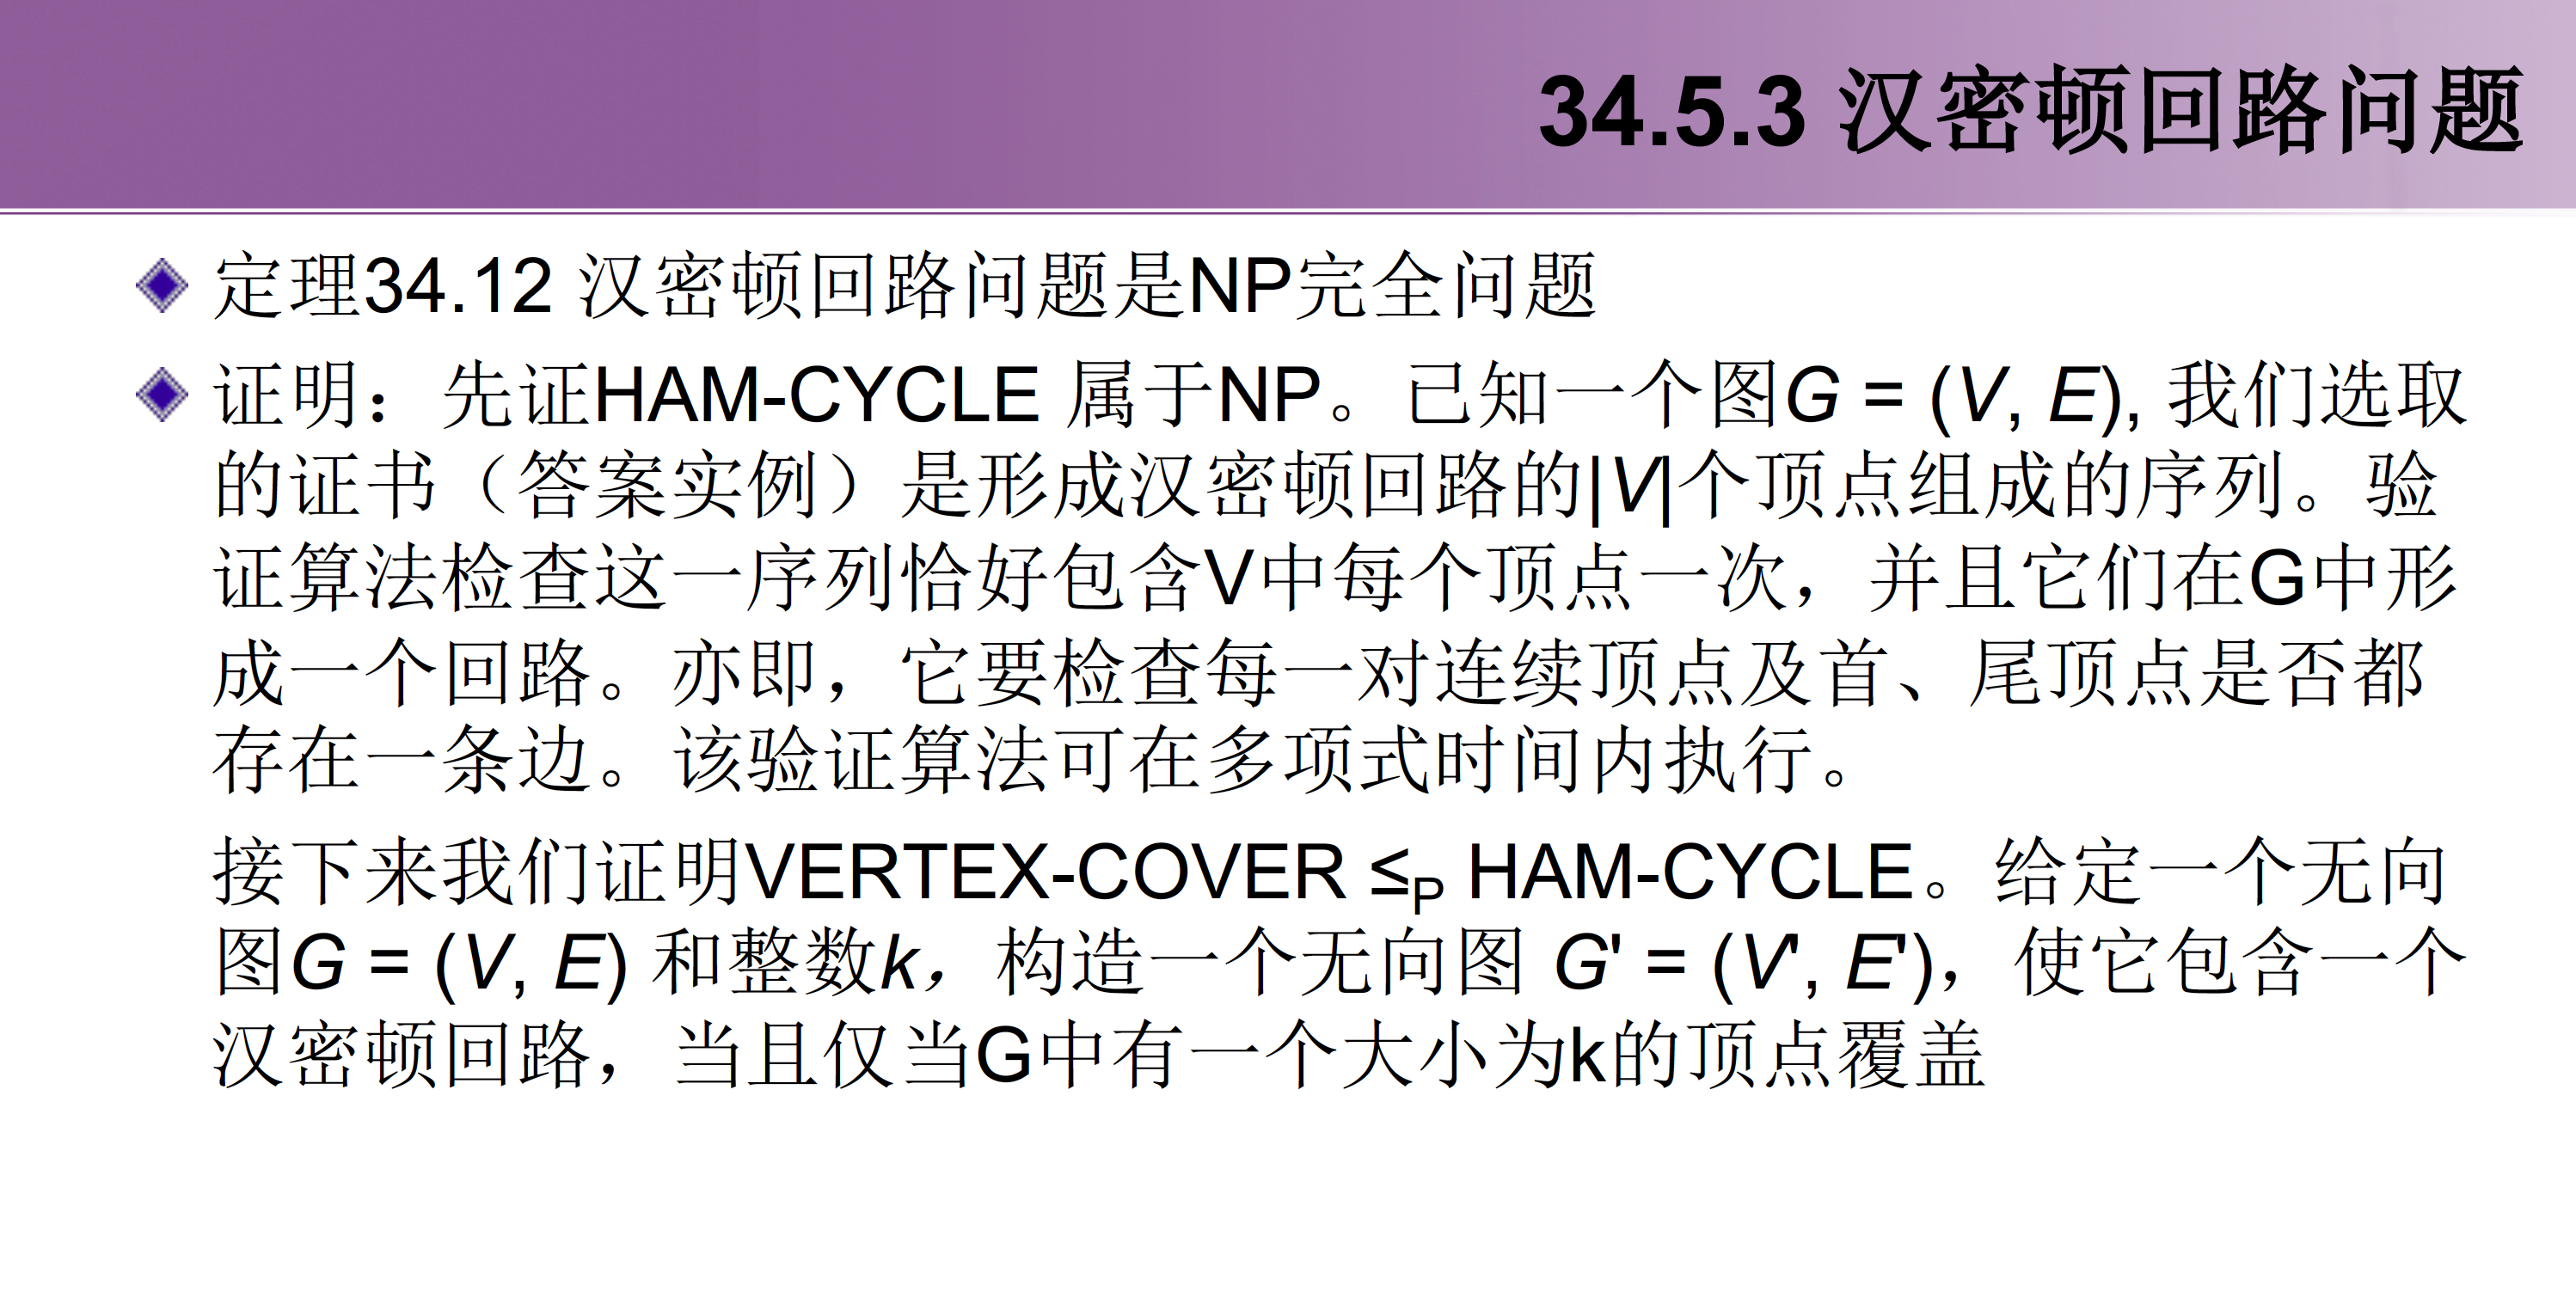 34.5.3 汉密顿回路问题
定理34.12 汉密顿回路问题是NP完全问题
证明：先证HAM-CYCLE 属于NP。已知一个图G = (V, E), 我们选取
的证书（答案实例）是形成汉密顿回路的|V|个顶点组成的序列。验
证算法检查这一序列恰好包含V中每个顶点一次，并且它们在G中形
成一个回路。亦即，它要检查每一对连续顶点及首、尾顶点是否都
存在一条边。该验证算法可在多项式时间内执行。
接下来我们证明VERTEX-COVER ≤P HAM-CYCLE。给定一个无向
图G = (V, E) 和整数k，构造一个无向图 G' = (V', E')，使它包含一个
汉密顿回路，当且仅当G中有一个大小为k的顶点覆盖